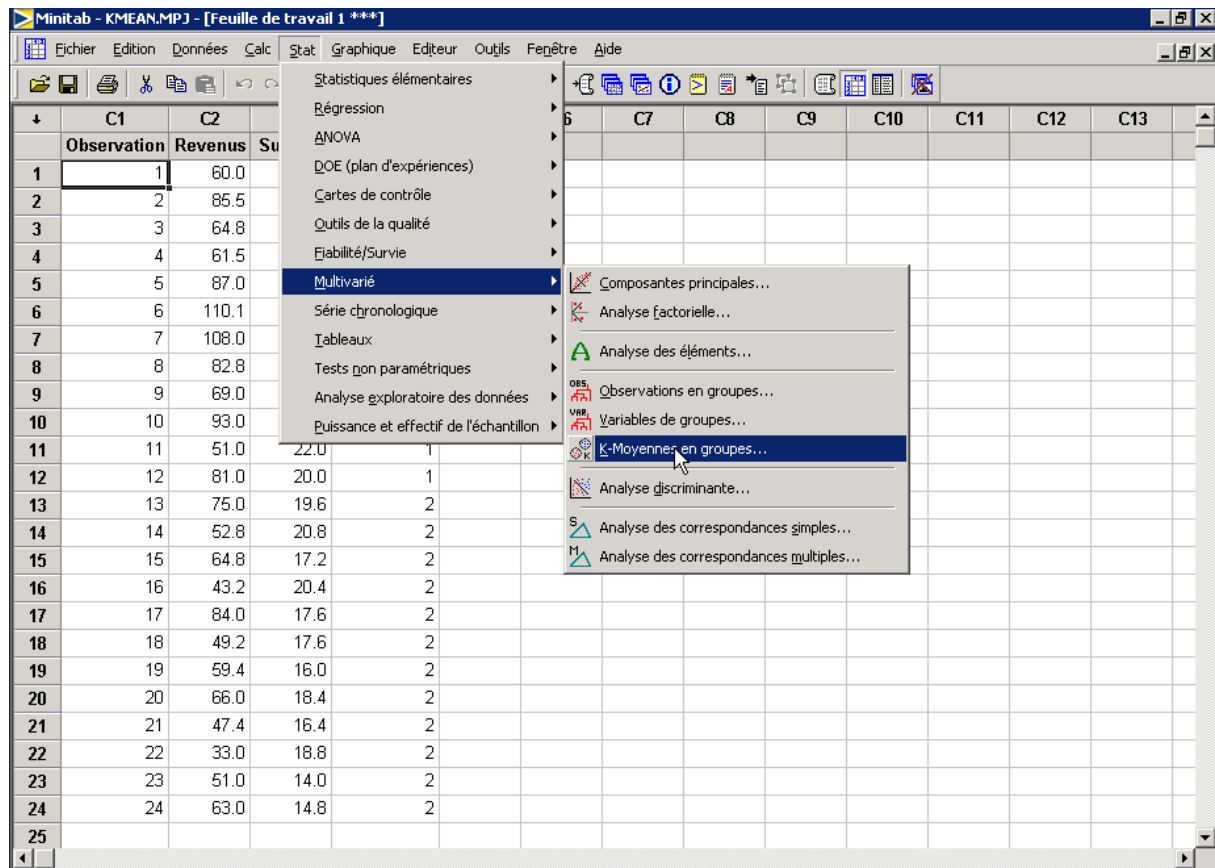 Minitab - KMEAN.MPJ - [Feuille de travail 1 ***]
Fichier Edition Données Calc Stat Graphique Editeur Outils Fenêtre Aide
Statistiques élémentaires
Régression
ANOVA
DOE (plan d'expériences)
Cartes de contrôle
Outils de la qualité
Fiabilité/Survie
Multivarié
Série chronologique
Tableaux
Tests non paramétriques
Analyse exploratoire des données
Puissance et effectif de l'échantillon
Composantes principales...
Analyse factorielle...
Analyse des éléments...
OBS, Observations en groupes...
VAR, Variables de groupes...
K K-Moyennes en groupes...
Analyse discriminante...
S Analyse des correspondances simples...
M Analyse des correspondances multiples...
C1 C2 6 C7 C8 C9 C10 C11 C12 C13
Observation Revenus Su
1 1 60.0
2 2 85.5
3 3 64.8
4 4 61.5
5 5 87.0
6 6 110.1
7 7 108.0
8 8 82.8
9 9 69.0
10 10 93.0
11 11 51.0 22.0 1
12 12 81.0 20.0 1
13 13 75.0 19.6 2
14 14 52.8 20.8 2
15 15 64.8 17.2 2
16 16 43.2 20.4 2
17 17 84.0 17.6 2
18 18 49.2 17.6 2
19 19 59.4 16.0 2
20 20 66.0 18.4 2
21 21 47.4 16.4 2
22 22 33.0 18.8 2
23 23 51.0 14.0 2
24 24 63.0 14.8 2
25